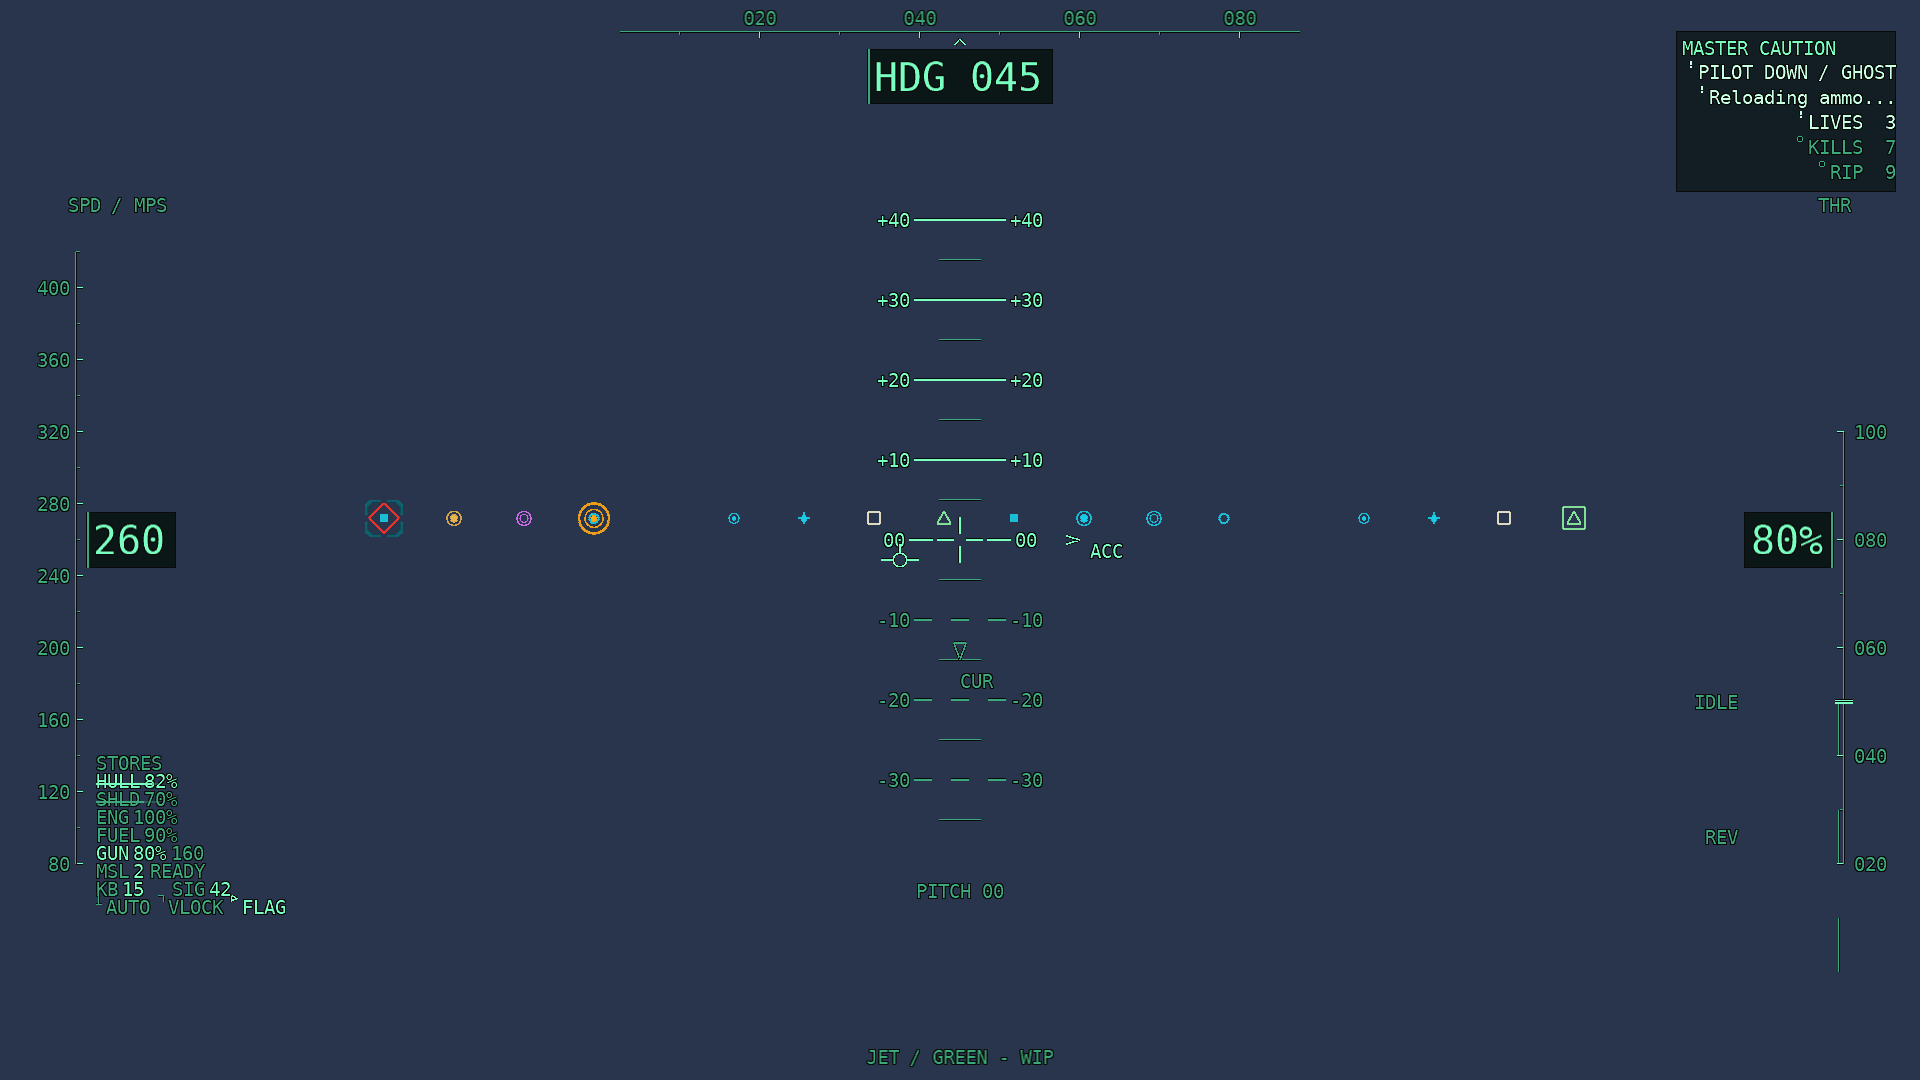 020 040 060 080
HDG 045
MASTER CAUTION
PILOT DOWN / GHOST
Reloading ammo...
LIVES 3
KILLS 7
RIP 9
SPD / MPS
THR
+40 +40
400
+30 +30
360
+20 +20
320
100
+10 +10
280
260
00 00
ACC
80%
080
240
-10 -10
200
060
CUR
-20 -20
IDLE
160
040
STORES
-30 -30
HULL 82%
120
SHLD 70%
ENG 100%
FUEL 90%
REV
GUN 80% 160
80
020
MSL 2 READY
KB 15 SIG 42
PITCH 00
AUTO VLOCK FLAG
JET / GREEN - WIP